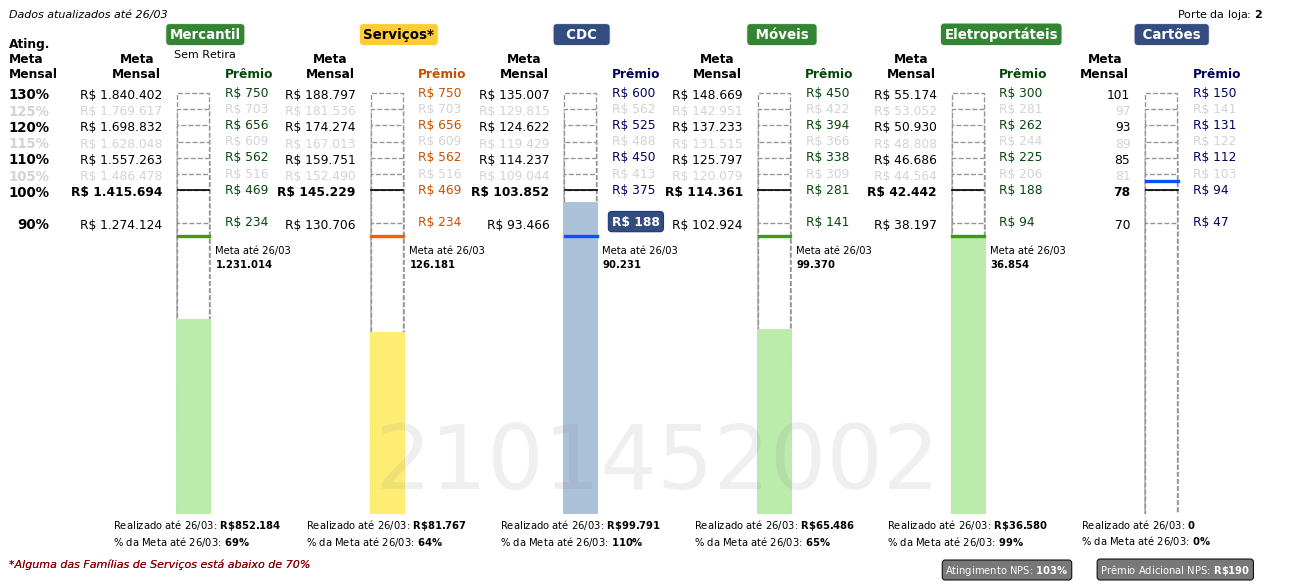 Dados atualizados até 26/03
Porte da loja: 2
Mercantil Serviços* CDC Móveis Eletroportáteis Cartões
Sem Retira
Ating. Meta Mensal
Meta Mensal Prêmio Meta Mensal Prêmio Meta Mensal Prêmio Meta Mensal Prêmio Meta Mensal Prêmio Meta Mensal Prêmio
130% R$ 1.840.402 R$ 750 R$ 188.797 R$ 750 R$ 135.007 R$ 600 R$ 148.669 R$ 450 R$ 55.174 R$ 300 101 R$ 150
125% R$ 1.769.617 R$ 703 R$ 181.536 R$ 703 R$ 129.815 R$ 562 R$ 142.951 R$ 422 R$ 53.052 R$ 281 97 R$ 141
120% R$ 1.698.832 R$ 656 R$ 174.274 R$ 656 R$ 124.622 R$ 525 R$ 137.233 R$ 394 R$ 50.930 R$ 262 93 R$ 131
115% R$ 1.628.048 R$ 609 R$ 167.013 R$ 609 R$ 119.429 R$ 488 R$ 131.515 R$ 366 R$ 48.808 R$ 244 89 R$ 122
110% R$ 1.557.263 R$ 562 R$ 159.751 R$ 562 R$ 114.237 R$ 450 R$ 125.797 R$ 338 R$ 46.686 R$ 225 85 R$ 112
105% R$ 1.486.478 R$ 516 R$ 152.490 R$ 516 R$ 109.044 R$ 413 R$ 120.079 R$ 309 R$ 44.564 R$ 206 81 R$ 103
100% R$ 1.415.694 R$ 469 R$ 145.229 R$ 469 R$ 103.852 R$ 375 R$ 114.361 R$ 281 R$ 42.442 R$ 188 78 R$ 94
90% R$ 1.274.124 R$ 234 R$ 130.706 R$ 234 R$ 93.466 R$ 188 R$ 102.924 R$ 141 R$ 38.197 R$ 94 70 R$ 47
Meta até 26/03 Meta até 26/03 Meta até 26/03 Meta até 26/03 Meta até 26/03
1.231.014 126.181 90.231 99.370 36.854
2101452002
Realizado até 26/03: R$852.184 Realizado até 26/03: R$81.767 Realizado até 26/03: R$99.791 Realizado até 26/03: R$65.486 Realizado até 26/03: R$36.580 Realizado até 26/03: 0
% da Meta até 26/03: 69% % da Meta até 26/03: 64% % da Meta até 26/03: 110% % da Meta até 26/03: 65% % da Meta até 26/03: 99% % da Meta até 26/03: 0%
*Alguma das Famílias de Serviços está abaixo de 70%
Atingimento NPS: 103% Prêmio Adicional NPS: R$190